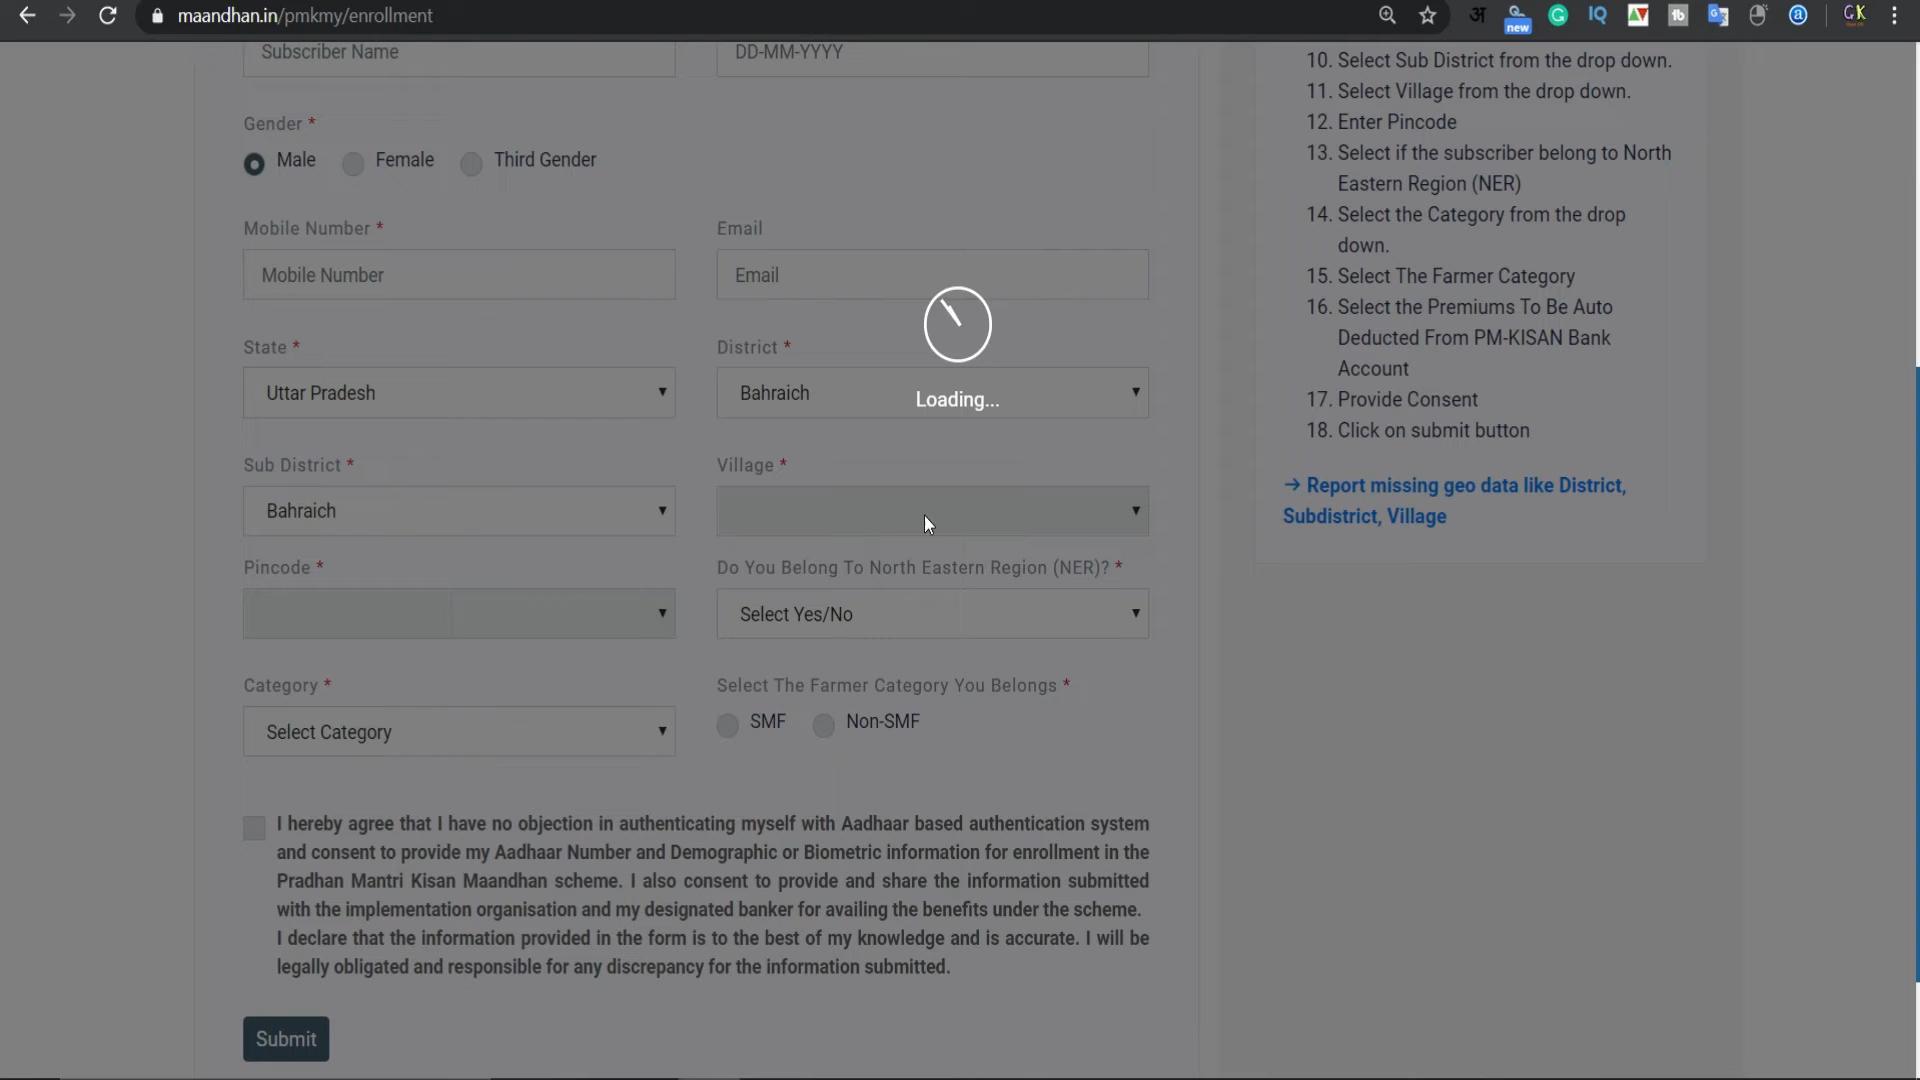 maandhan.in/pmkmy/enrollment
new
GK
Subscriber Name
DD-MM-YYYY
Gender *
Male
Female
Third Gender
Mobile Number *
Email
Mobile Number
Email
State *
District *
Uttar Pradesh
Bahraich
Loading...
Sub District *
Village *
Bahraich
Pincode *
Do You Belong To North Eastern Region (NER)? *
Select Yes/No
Category *
Select The Farmer Category You Belongs *
Select Category
SMF
Non-SMF
I hereby agree that I have no objection in authenticating myself with Aadhaar based authentication system
and consent to provide my Aadhaar Number and Demographic or Biometric information for enrollment in the
Pradhan Mantri Kisan Maandhan scheme. I also consent to provide and share the information submitted
with the implementation organisation and my designated banker for availing the benefits under the scheme.
I declare that the information provided in the form is to the best of my knowledge and is accurate. I will be
legally obligated and responsible for any discrepancy for the information submitted.
Submit
10. Select Sub District from the drop down.
11. Select Village from the drop down.
12. Enter Pincode
13. Select if the subscriber belong to North
Eastern Region (NER)
14. Select the Category from the drop
down.
15. Select The Farmer Category
16. Select the Premiums To Be Auto
Deducted From PM-KISAN Bank
Account
17. Provide Consent
18. Click on submit button
→ Report missing geo data like District,
Subdistrict, Village